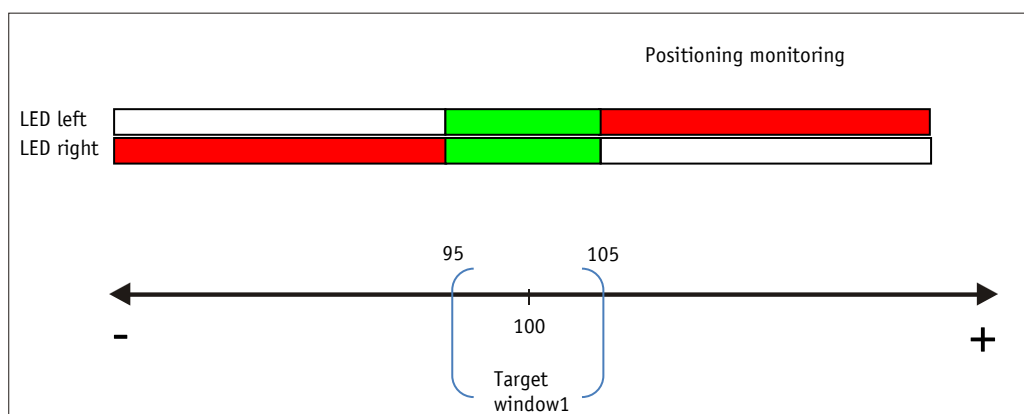 Positioning monitoring
LED left
LED right
95 105
100
- +
Target
window1